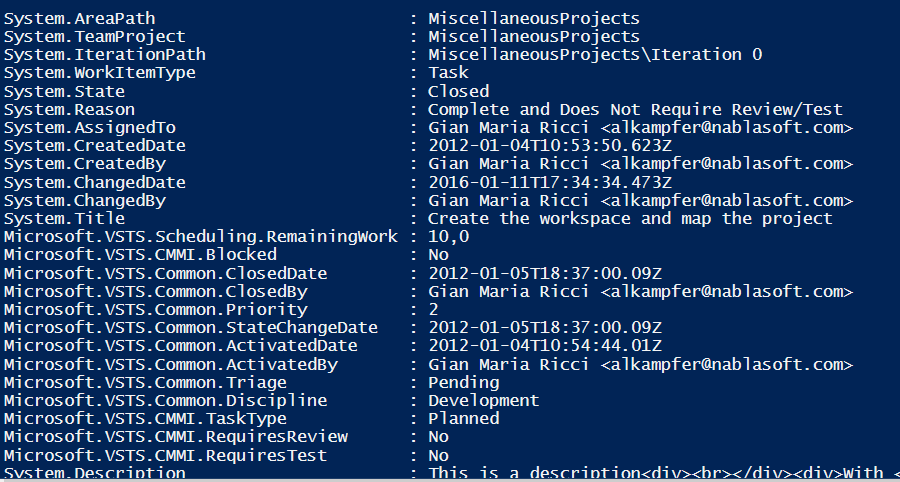 System.AreaPath : MiscellaneousProjects
System.TeamProject : MiscellaneousProjects
System.IterationPath : MiscellaneousProjects\Iteration 0
System.WorkItemType : Task
System.State : Closed
System.Reason : Complete and Does Not Require Review/Test
System.AssignedTo : Gian Maria Ricci <alkampfer@nablasoft.com>
System.CreatedDate : 2012-01-04T10:53:50.623Z
System.CreatedBy : Gian Maria Ricci <alkampfer@nablasoft.com>
System.ChangedDate : 2016-01-11T17:34:34.473Z
System.ChangedBy : Gian Maria Ricci <alkampfer@nablasoft.com>
System.Title : Create the workspace and map the project
Microsoft.VSTS.Scheduling.RemainingWork : 10,0
Microsoft.VSTS.CMMI.Blocked : No
Microsoft.VSTS.Common.ClosedDate : 2012-01-05T18:37:00.09Z
Microsoft.VSTS.Common.ClosedBy : Gian Maria Ricci <alkampfer@nablasoft.com>
Microsoft.VSTS.Common.Priority : 2
Microsoft.VSTS.Common.StateChangeDate : 2012-01-05T18:37:00.09Z
Microsoft.VSTS.Common.ActivatedDate : 2012-01-04T10:54:44.01Z
Microsoft.VSTS.Common.ActivatedBy : Gian Maria Ricci <alkampfer@nablasoft.com>
Microsoft.VSTS.Common.Triage : Pending
Microsoft.VSTS.Common.Discipline : Development
Microsoft.VSTS.CMMI.TaskType : Planned
Microsoft.VSTS.CMMI.RequiresReview : No
Microsoft.VSTS.CMMI.RequiresTest : No
System.Description : This is a description<div><br></div><div>With <